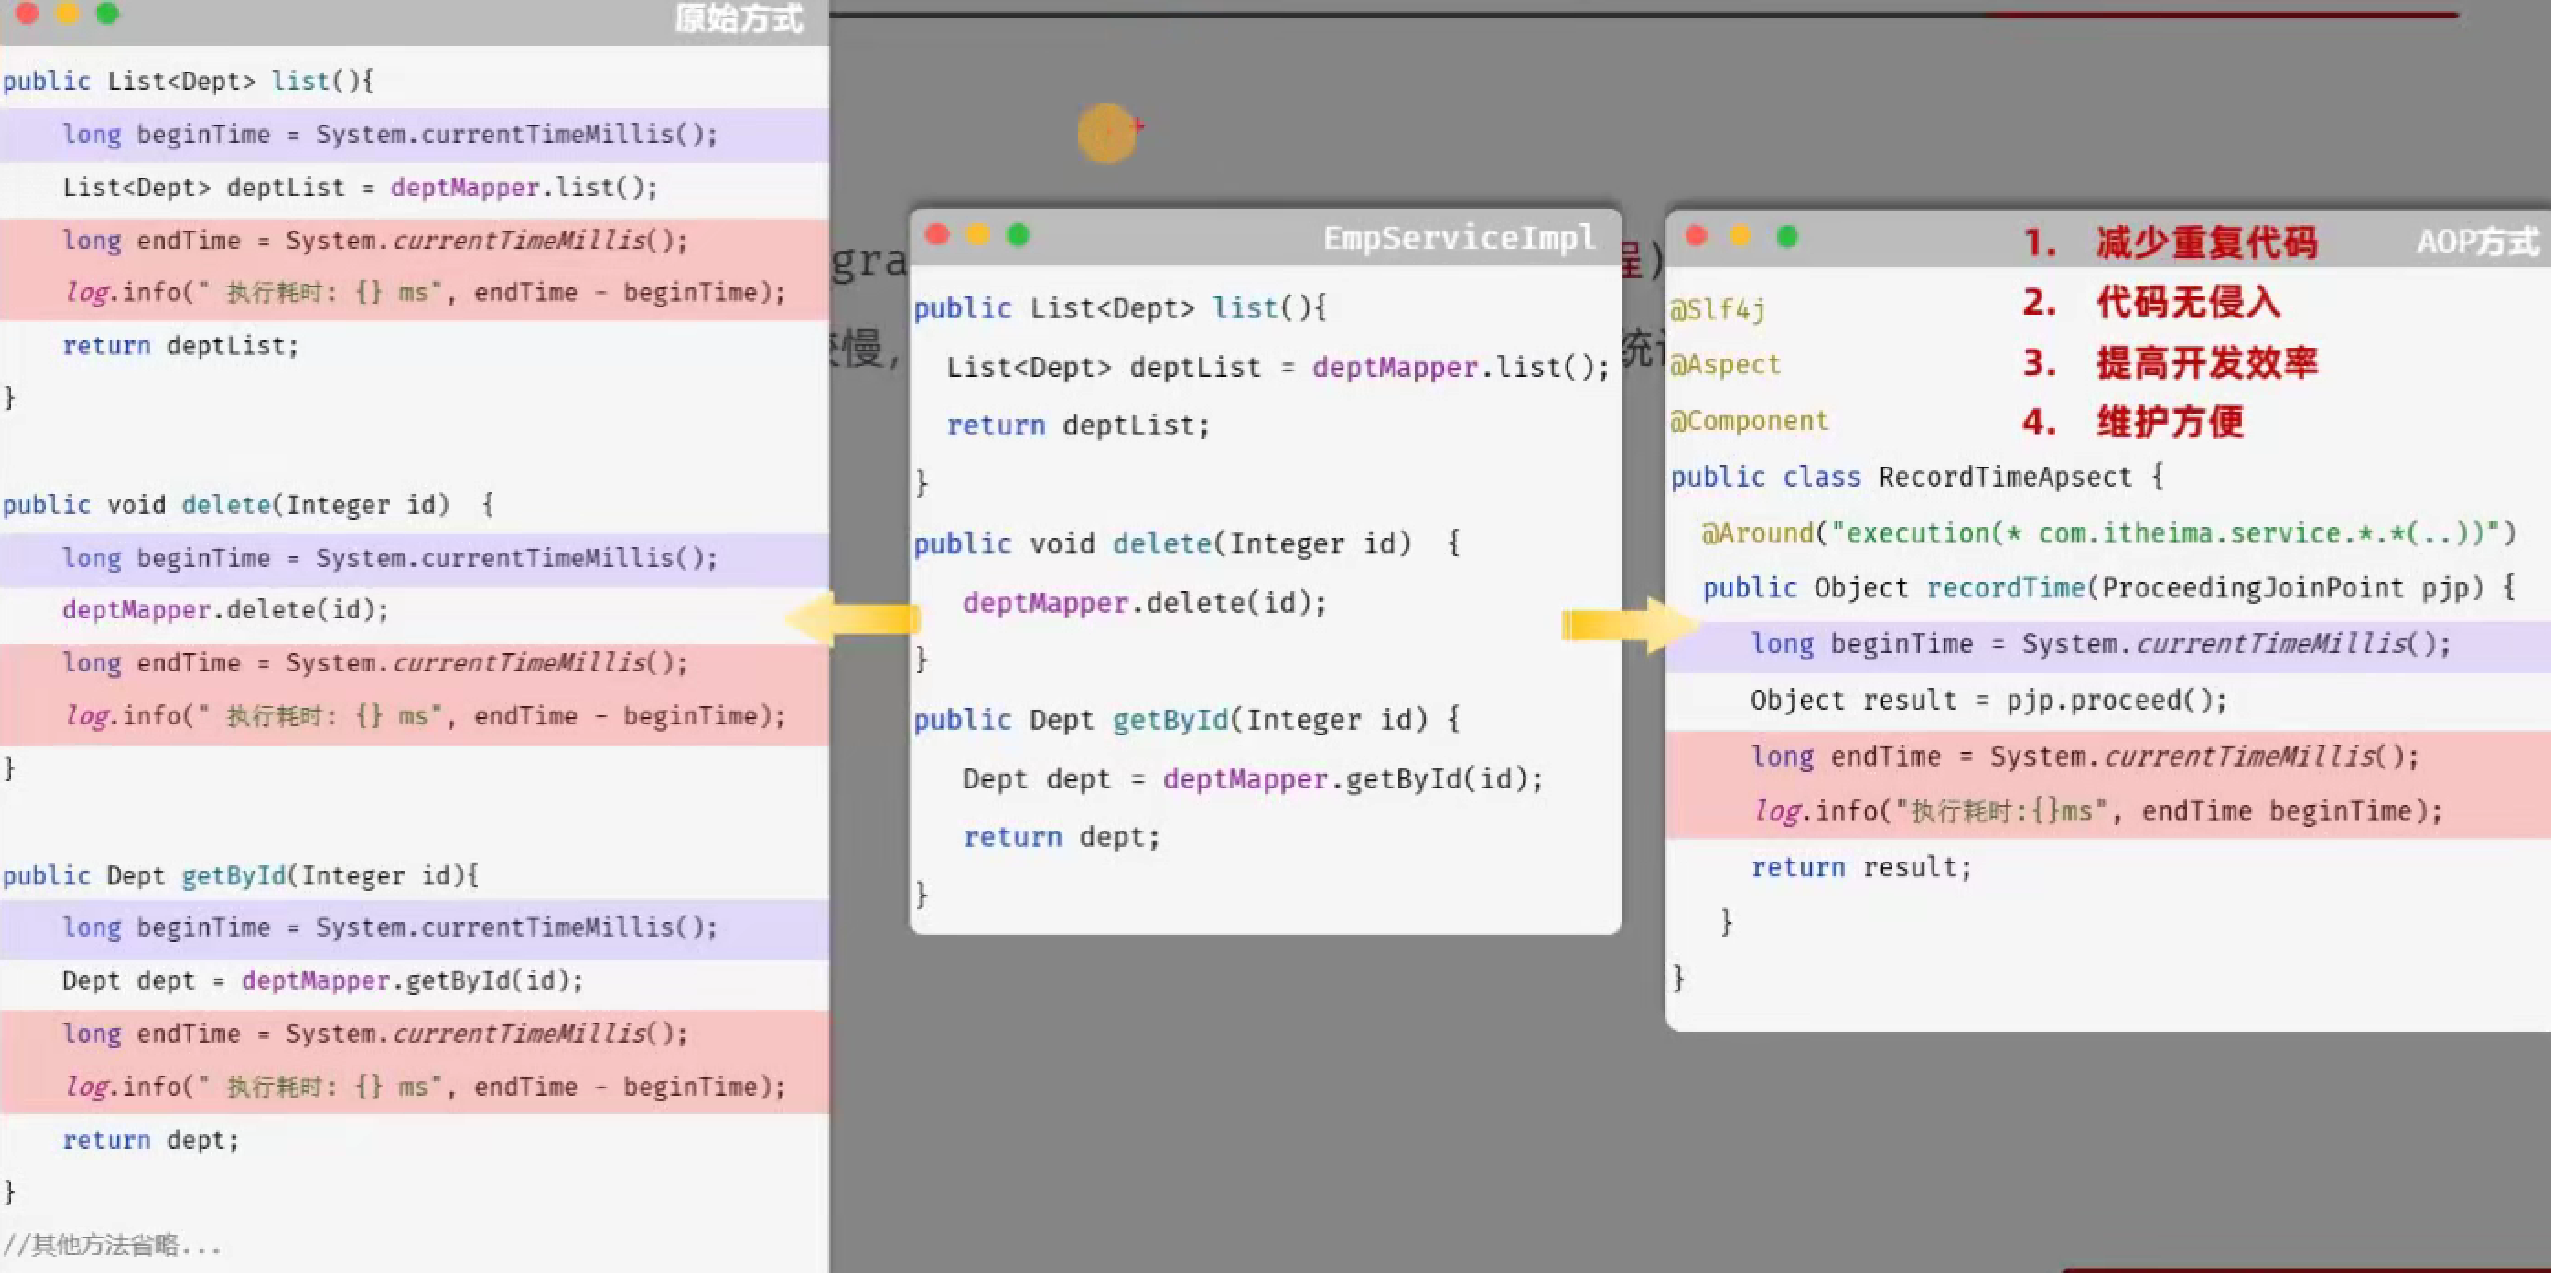 原始方式
public List<Dept> list(){
long beginTime = System.currentTimeMillis();
List<Dept> deptList = deptMapper.list();
long endTime = System.currentTimeMillis();
log.info(" 执行耗时: {} ms", endTime - beginTime);
return deptList;
}
public void delete(Integer id)  {
long beginTime = System.currentTimeMillis();
deptMapper.delete(id);
long endTime = System.currentTimeMillis();
log.info(" 执行耗时: {} ms", endTime - beginTime);
}
public Dept getById(Integer id){
long beginTime = System.currentTimeMillis();
Dept dept = deptMapper.getById(id);
long endTime = System.currentTimeMillis();
log.info(" 执行耗时: {} ms", endTime - beginTime);
return dept;
}
//其他方法省略...
gra
慢,
EmpServiceImpl
public List<Dept> list(){
List<Dept> deptList = deptMapper.list();
return deptList;
}
public void delete(Integer id)  {
deptMapper.delete(id);
}
public Dept getById(Integer id) {
Dept dept = deptMapper.getById(id);
return dept;
}
程)
统
AOP方式
1. 减少重复代码
2. 代码无侵入
3. 提高开发效率
4. 维护方便
@Slf4j
@Aspect
@Component
public class RecordTimeApsect {
@Around("execution(* com.itheima.service.*.*(..))")
public Object recordTime(ProceedingJoinPoint pjp) {
long beginTime = System.currentTimeMillis();
Object result = pjp.proceed();
long endTime = System.currentTimeMillis();
log.info("执行耗时:{}ms", endTime beginTime);
return result;
}
}